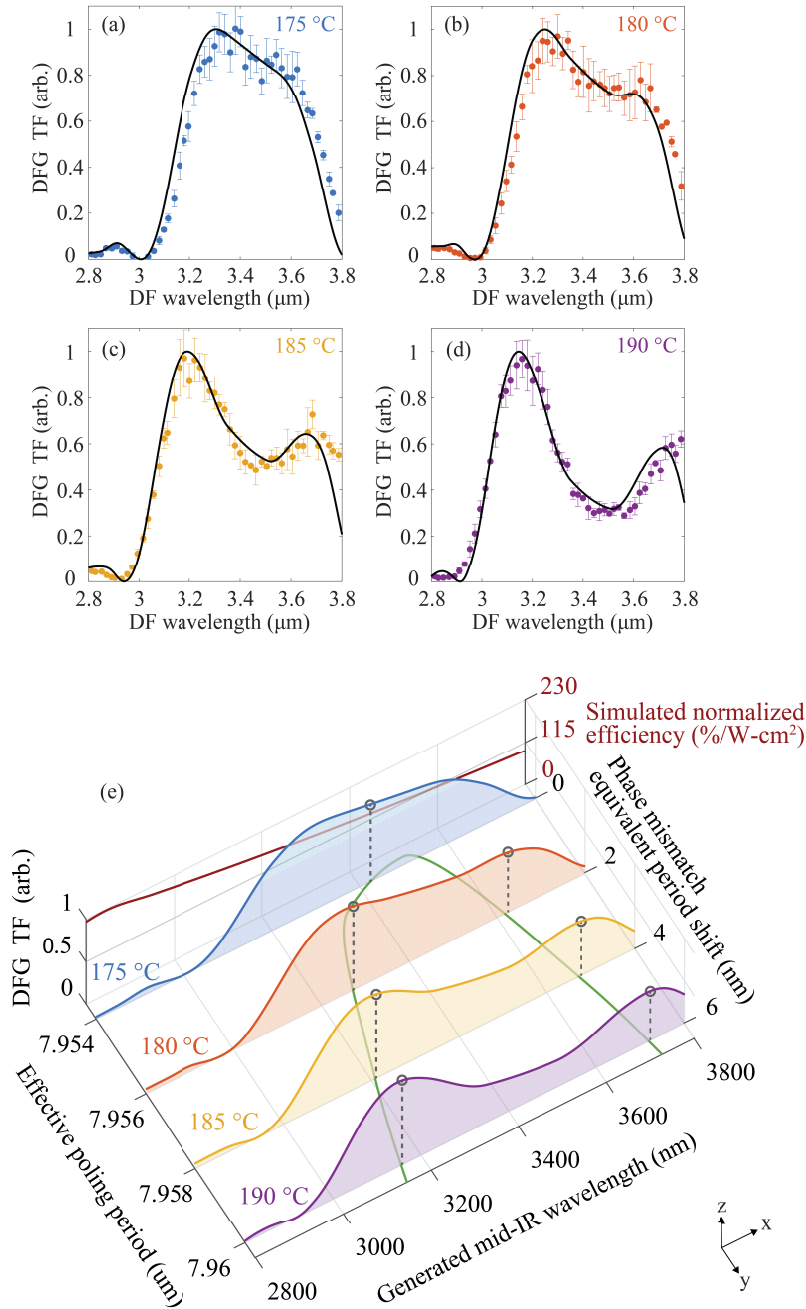 (a) 175 °C
DFG TF (arb.)
1
0.8
0.6
0.4
0.2
0
2.8 3 3.2 3.4 3.6 3.8
DF wavelength (μm)
(b) 180 °C
DFG TF (arb.)
1
0.8
0.6
0.4
0.2
0
2.8 3 3.2 3.4 3.6 3.8
DF wavelength (μm)
(c) 185 °C
DFG TF (arb.)
1
0.8
0.6
0.4
0.2
0
2.8 3 3.2 3.4 3.6 3.8
DF wavelength (μm)
(d) 190 °C
DFG TF (arb.)
1
0.8
0.6
0.4
0.2
0
2.8 3 3.2 3.4 3.6 3.8
DF wavelength (μm)
(e)
230
115
0
Simulated normalized
efficiency (%/W-cm²)
0
2
4
6
Phase mismatch
equivalent period shift (nm)
DFG TF (arb.)
1
0.5
0
175 °C
180 °C
185 °C
190 °C
7.954
7.956
7.958
7.96
Effective poling period (um)
2800
3000
3200
3400
3600
3800
Generated mid-IR wavelength (nm)
z
x
y